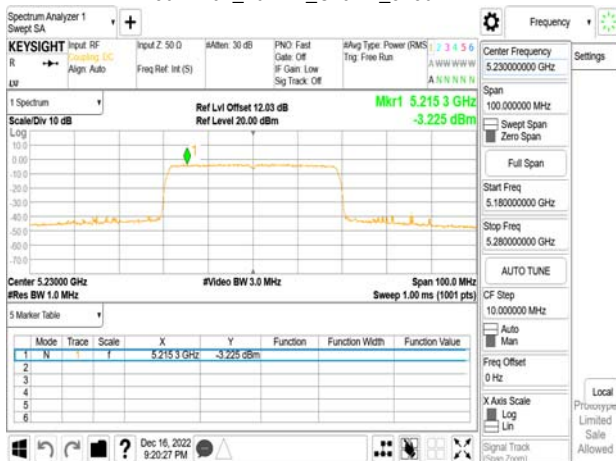 Spectrum Analyzer 1
Swept SA
Frequency
KEYSIGHT
Input: RF
Coupling: DC
Align: Auto
R
LW
Input Z: 50 Ω
Freq Ref: Int (S)
#Atten: 30 dB
PNO: Fast
Gate: Off
IF Gain: Low
Sig Track: Off
#Avg Type: Power (RMS
Trig: Free Run
1 2 3 4 5 6
A W W W W W
A N N N N N
1 Spectrum
Scale/Div 10 dB
Ref Lvl Offset 12.03 dB
Ref Level 20.00 dBm
Mkr1 5.215 3 GHz
-3.225 dBm
Log
10.0
0.00
-10.0
-20.0
-30.0
-40.0
-50.0
-60.0
-70.0
1
Center 5.23000 GHz
#Res BW 1.0 MHz
#Video BW 3.0 MHz
Span 100.0 MHz
Sweep 1.00 ms (1001 pts)
5 Marker Table
Mode Trace Scale X Y Function Function Width Function Value
1 N 1 f 5.215 3 GHz -3.225 dBm
2
3
4
5
6
Dec 16, 2022
9:20:27 PM
Center Frequency
5.230000000 GHz
Settings
Span
100.000000 MHz
Swept Span
Zero Span
Full Span
Start Freq
5.180000000 GHz
Stop Freq
5.280000000 GHz
AUTO TUNE
CF Step
10.000000 MHz
Auto
Man
Freq Offset
0 Hz
X Axis Scale
Log
Lin
Local
Prototype
Limited
Sale
Allowed
Signal Track
(Span Zoom)